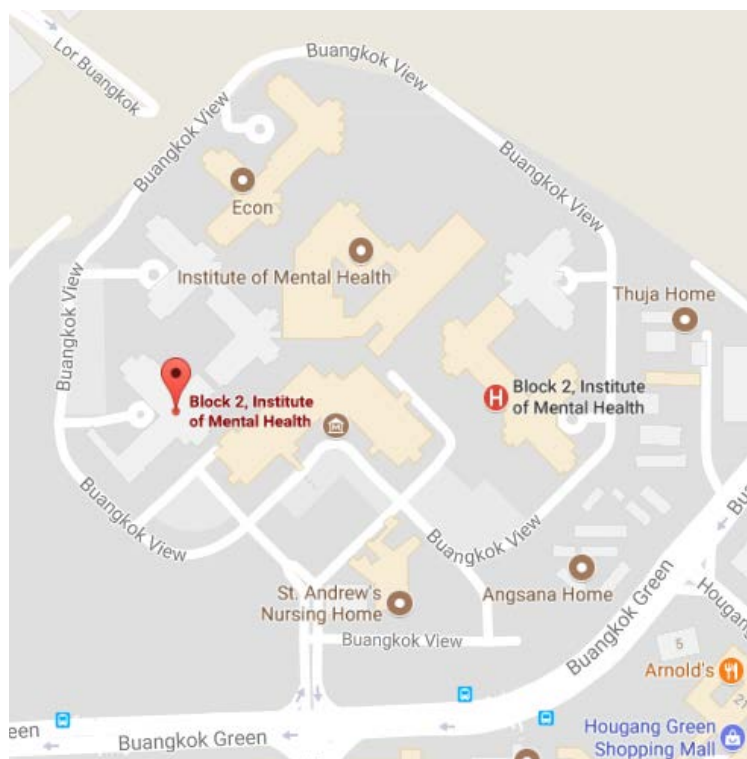 Lor Buangkok
Buangkok View
Buangkok View
Buangkok View
Econ
Institute of Mental Health
Thuja Home
Buangkok View
Block 2, Institute
of Mental Health
H
Block 2, Institute
of Mental Health
Buangkok View
Buangkok View
St. Andrew's
Nursing Home
Angsana Home
Buangkok View
Buangkok Green
5
Arnold's
Buangkok Green
Hougang Green
Shopping Mall